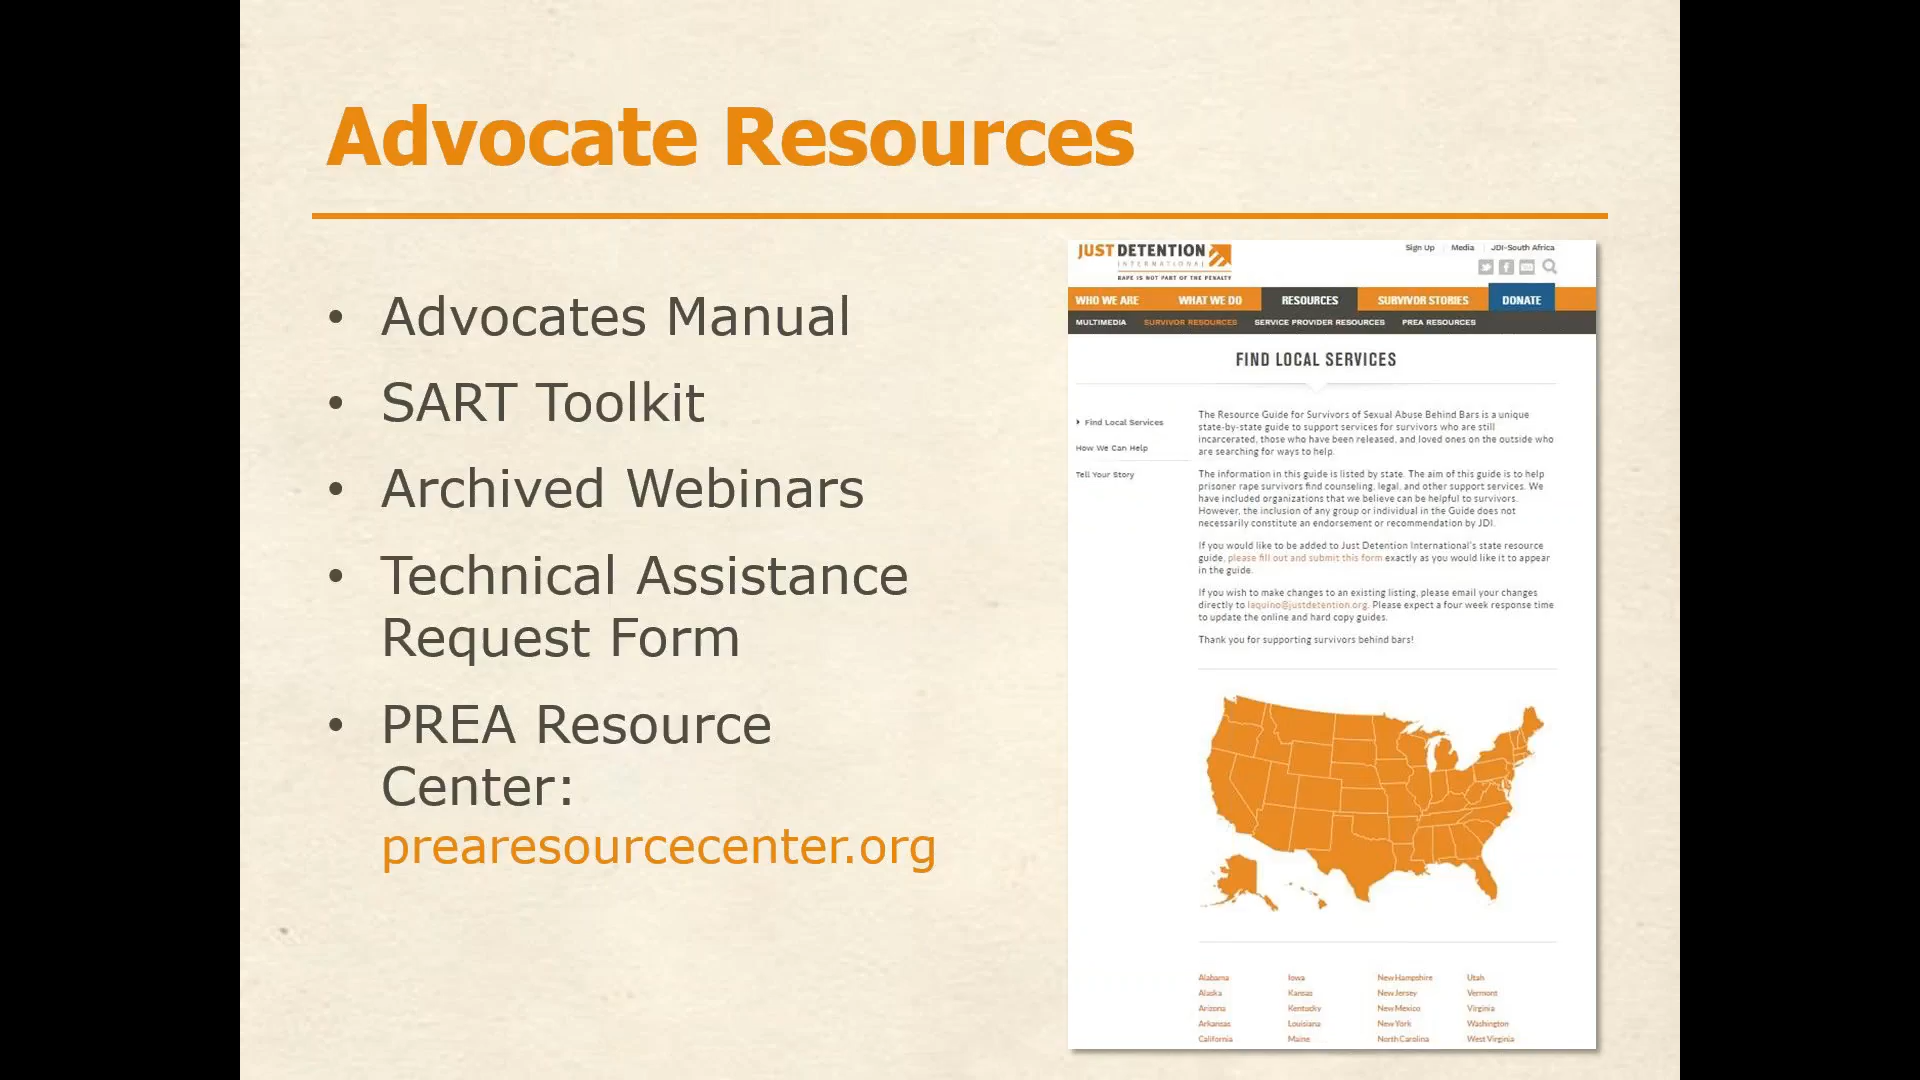 Advocate Resources
• Advocates Manual
• SART Toolkit
• Archived Webinars
• Technical Assistance
Request Form
• PREA Resource
Center:
prearesourcecenter.org
JUST DETENTION
INTERNATIONAL
RAPE IS NOT PART OF THE PENALTY
Sign Up Media JDI-South Africa
WHO WE ARE WHAT WE DO RESOURCES SURVIVOR STORIES DONATE
MULTIMEDIA SURVIVOR RESOURCES SERVICE PROVIDER RESOURCES PREA RESOURCES
FIND LOCAL SERVICES
Find Local Services
How We Can Help
Tell Your Story
The Resource Guide for Survivors of Sexual Abuse Behind Bars is a unique
state-by-state guide to support services for survivors who are still
incarcerated, those who have been released, and loved ones on the outside who
are searching for ways to help.
The information in this guide is listed by state. The aim of this guide is to help
prisoner rape survivors find counseling, legal, and other support services. We
have included organizations that we believe can be helpful to survivors.
However, the inclusion of any group or individual in the Guide does not
necessarily constitute an endorsement or recommendation by JDI.
If you would like to be added to Just Detention International's state resource
guide, please fill out and submit this form exactly as you would like it to appear
in the guide.
If you wish to make changes to an existing listing, please email your changes
directly to laquino@justdetention.org. Please expect a four week response time
to update the online and hard copy guides.
Thank you for supporting survivors behind bars!
Alabama Iowa New Hampshire Utah
Alaska Kansas New Jersey Vermont
Arizona Kentucky New Mexico Virginia
Arkansas Louisiana New York Washington
California Maine North Carolina West Virginia